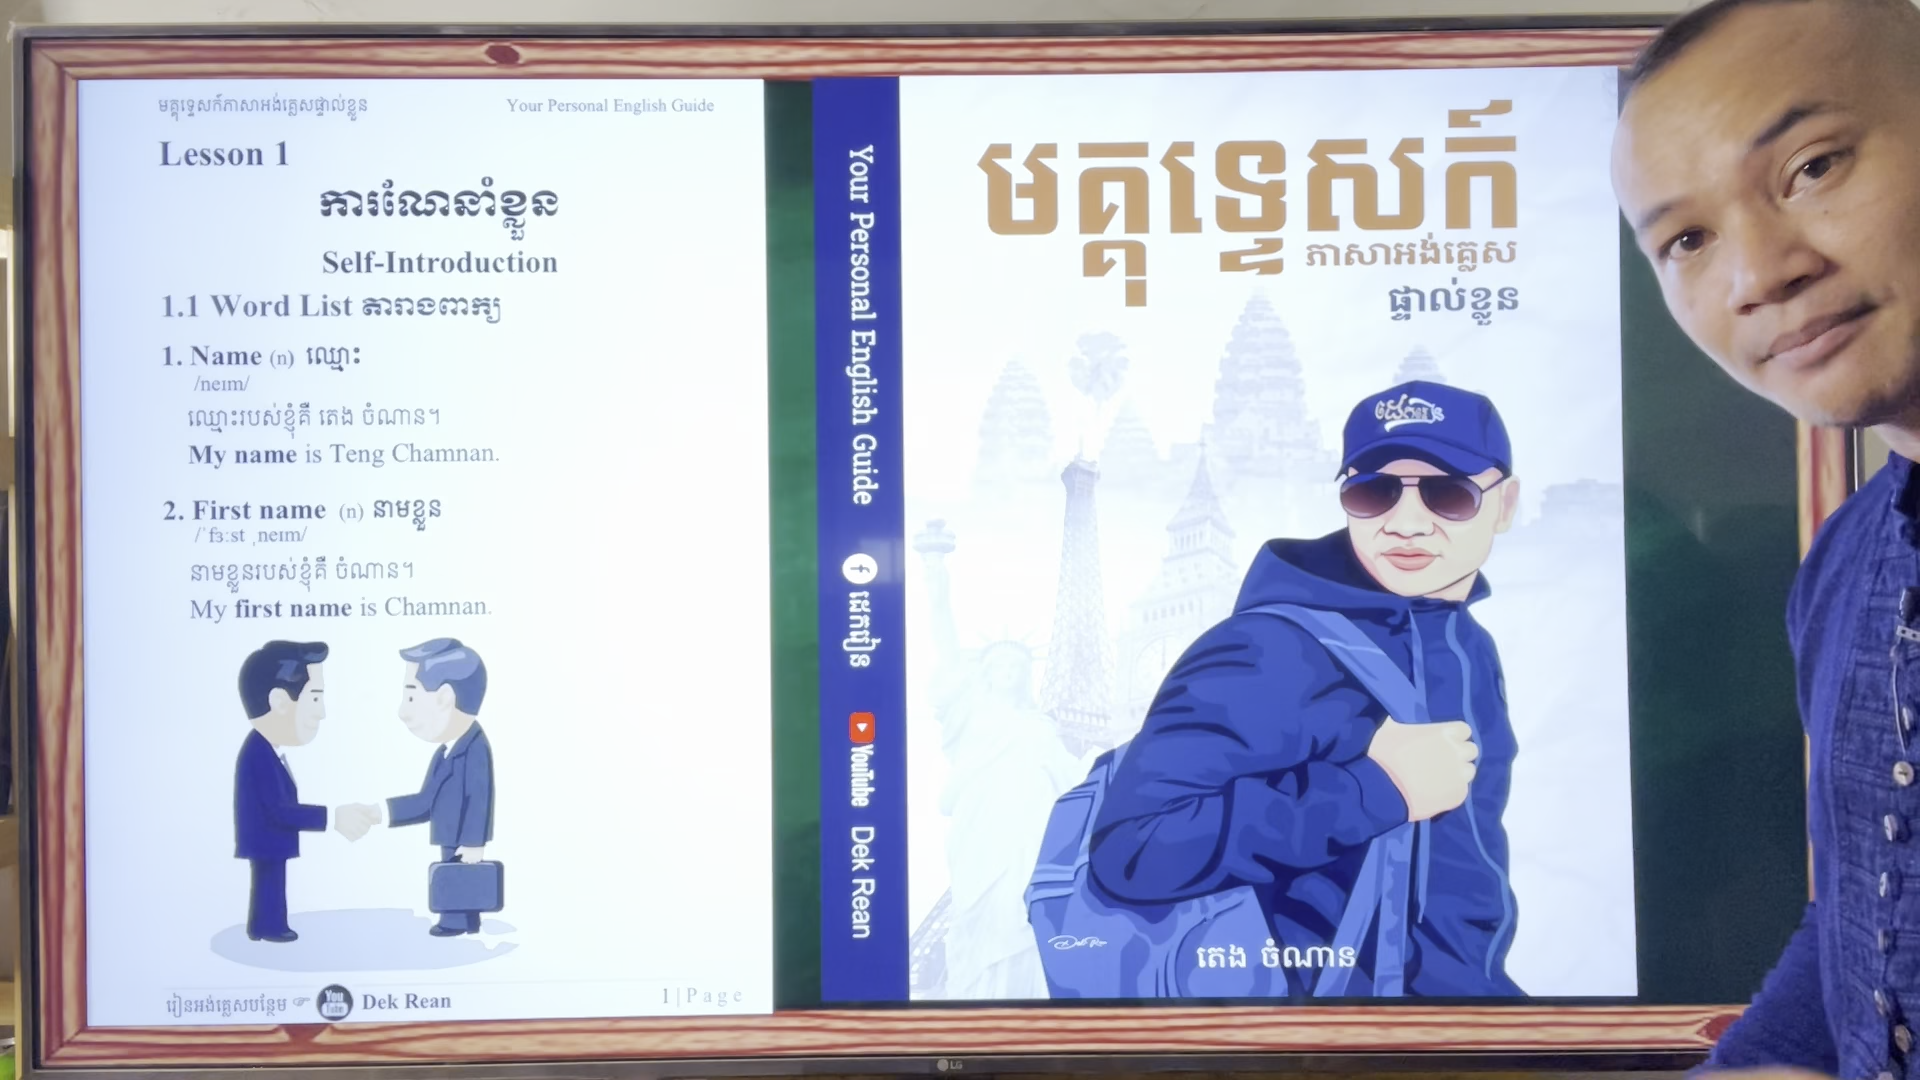 មគ្គុទ្ទេសក៍ភាសាអង់គ្លេសផ្ទាល់ខ្លួន Your Personal English Guide
Lesson 1
ការណែនាំខ្លួន
Self-Introduction
1.1 Word List តារាងពាក្យ
1. Name (n) ឈ្មោះ
/neɪm/
ឈ្មោះរបស់ខ្ញុំគឺ តេង ចំណាន។
My name is Teng Chamnan.
2. First name (n) នាមខ្លួន
/ˈfɜːst ˌneɪm/
នាមខ្លួនរបស់ខ្ញុំគឺ ចំណាន។
My first name is Chamnan.
រៀនអង់គ្លេសបន្ថែម ☞ You Tube Dek Rean
1 | Page
Your Personal English Guide
ដេករៀន
YouTube Dek Rean
មគ្គុទ្ទេសក៍
ភាសាអង់គ្លេស
ផ្ទាល់ខ្លួន
ដេករៀន
តេង ចំណាន
LG